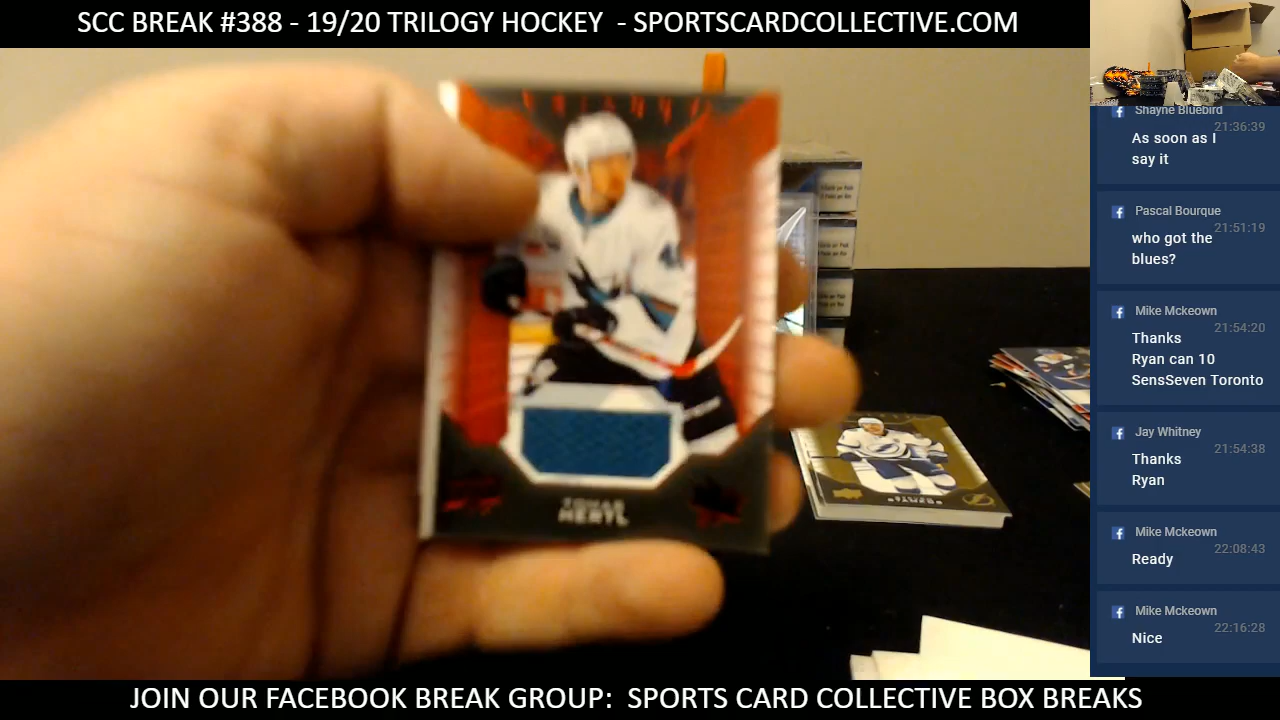 SCC BREAK #388 - 19/20 TRILOGY HOCKEY - SPORTSCARDCOLLECTIVE.COM
TOMAS
HERTL
Shayne Bluebird
21:36:39
As soon as I
say it
Pascal Bourque
21:51:19
who got the
blues?
Mike Mckeown
21:54:20
Thanks
Ryan can 10
SensSeven Toronto
Jay Whitney
21:54:38
Thanks
Ryan
Mike Mckeown
22:08:43
Ready
Mike Mckeown
22:16:28
Nice
JOIN OUR FACEBOOK BREAK GROUP: SPORTS CARD COLLECTIVE BOX BREAKS